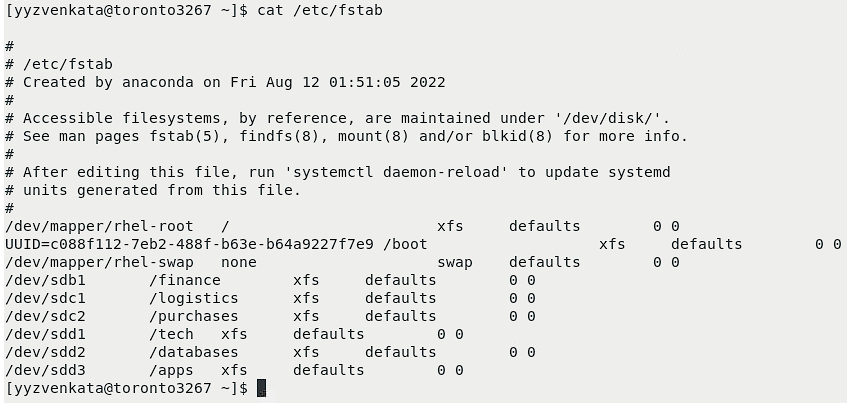 [yyzvenkata@toronto3267 ~]$ cat /etc/fstab
#
# /etc/fstab
# Created by anaconda on Fri Aug 12 01:51:05 2022
#
# Accessible filesystems, by reference, are maintained under '/dev/disk/'.
# See man pages fstab(5), findfs(8), mount(8) and/or blkid(8) for more info.
#
# After editing this file, run 'systemctl daemon-reload' to update systemd
# units generated from this file.
#
/dev/mapper/rhel-root   /                       xfs     defaults        0 0
UUID=c088f112-7eb2-488f-b63e-b64a9227f7e9 /boot                   xfs     defaults        0 0
/dev/mapper/rhel-swap   none                    swap    defaults        0 0
/dev/sdb1       /finance        xfs     defaults        0 0
/dev/sdc1       /logistics      xfs     defaults        0 0
/dev/sdc2       /purchases      xfs     defaults        0 0
/dev/sdd1       /tech   xfs     defaults        0 0
/dev/sdd2       /databases      xfs     defaults        0 0
/dev/sdd3       /apps   xfs     defaults        0 0
[yyzvenkata@toronto3267 ~]$